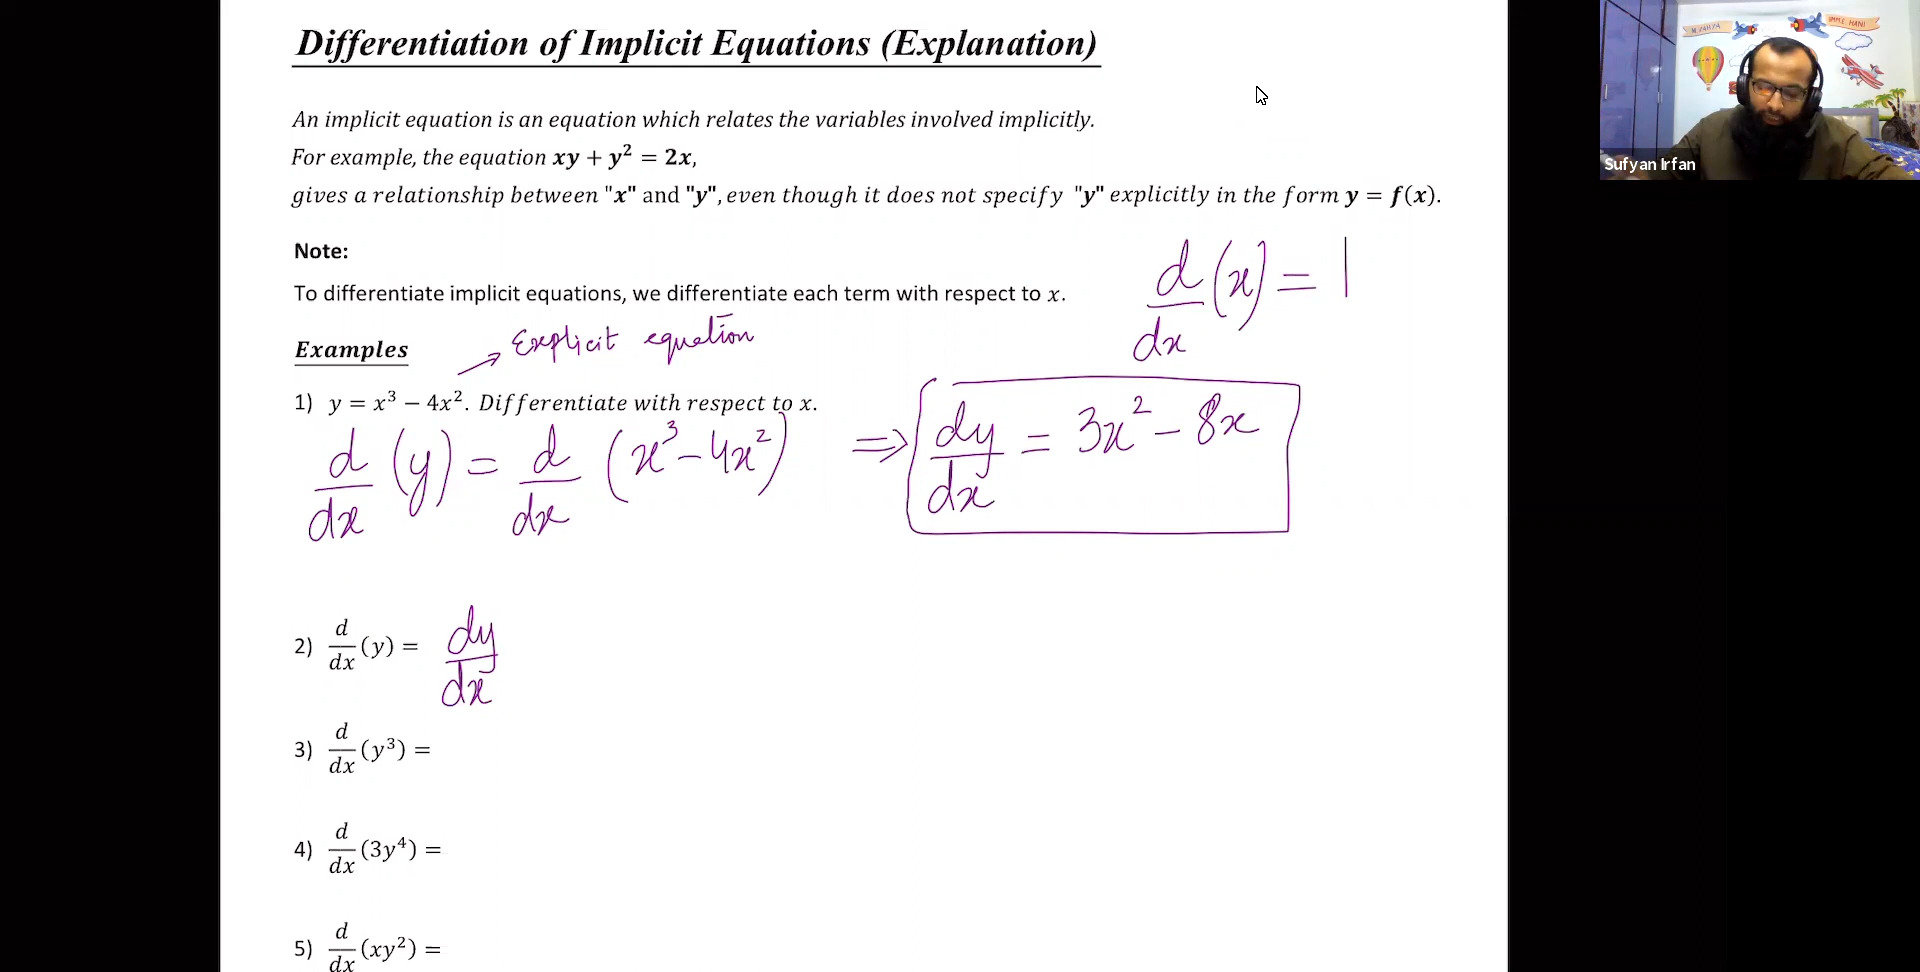 Differentiation of Implicit Equations (Explanation)
An implicit equation is an equation which relates the variables involved implicitly.
For example, the equation xy + y² = 2x,
gives a relationship between "x" and "y", even though it does not specify "y" explicitly in the form y = f(x).
Note:
To differentiate implicit equations, we differentiate each term with respect to x.
d/dx (x) = 1
Examples
→ Explicit equation
1) y = x³ − 4x². Differentiate with respect to x.
d/dx (y) = d/dx (x³ − 4x²) ⇒ dy/dx = 3x² − 8x
2) d/dx (y) = dy/dx
3) d/dx (y³) =
4) d/dx (3y⁴) =
5) d/dx (xy²) =
M. YAHYA
HANI
Sufyan Irfan